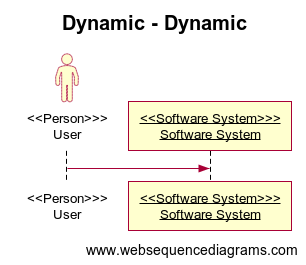 Dynamic - Dynamic
<<Person>>>
User
<<Software System>>>
Software System
<<Person>>>
User
<<Software System>>>
Software System
www.websequencediagrams.com